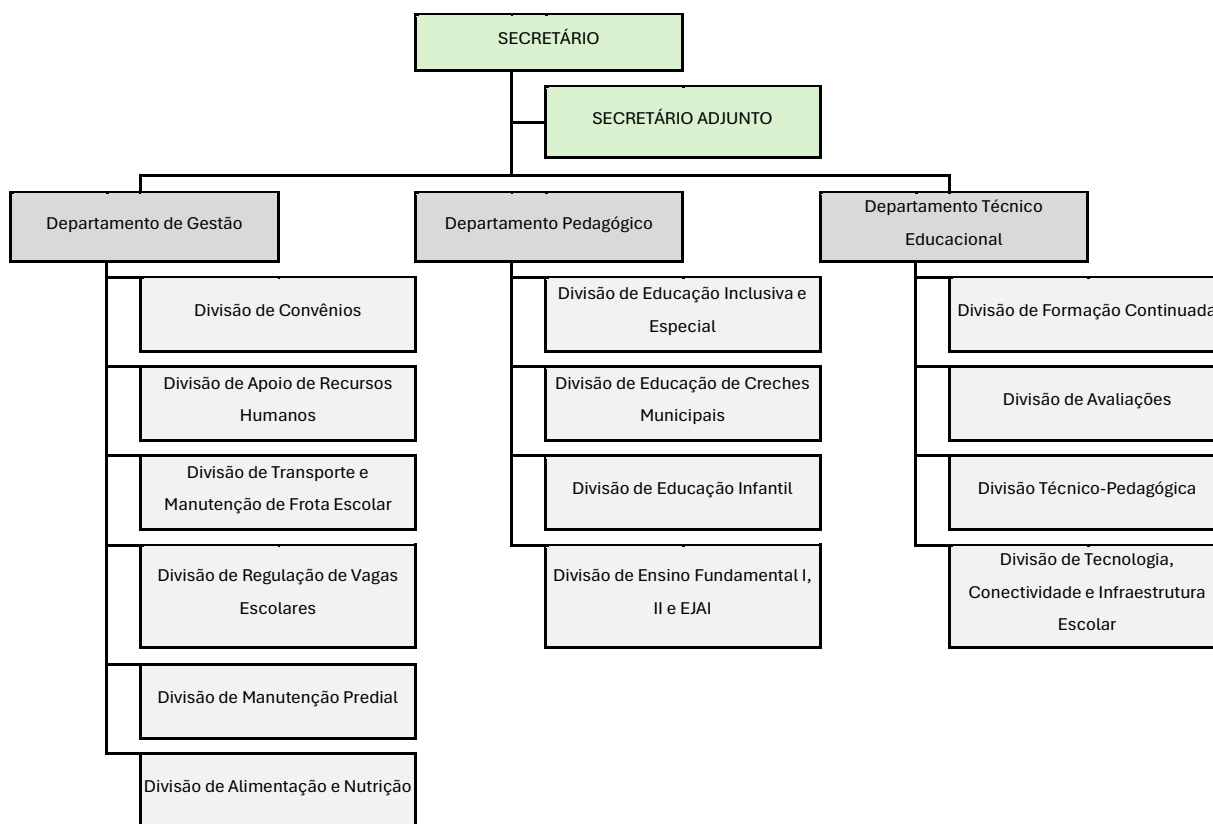 SECRETÁRIO
SECRETÁRIO ADJUNTO
Departamento de Gestão
Departamento Pedagógico
Departamento Técnico
Educacional
Divisão de Convênios
Divisão de Apoio de Recursos
Humanos
Divisão de Transporte e
Manutenção de Frota Escolar
Divisão de Regulação de Vagas
Escolares
Divisão de Manutenção Predial
Divisão de Alimentação e Nutrição
Divisão de Educação Inclusiva e
Especial
Divisão de Educação de Creches
Municipais
Divisão de Educação Infantil
Divisão de Ensino Fundamental I,
II e EJAI
Divisão de Formação Continuada
Divisão de Avaliações
Divisão Técnico-Pedagógica
Divisão de Tecnologia,
Conectividade e Infraestrutura
Escolar